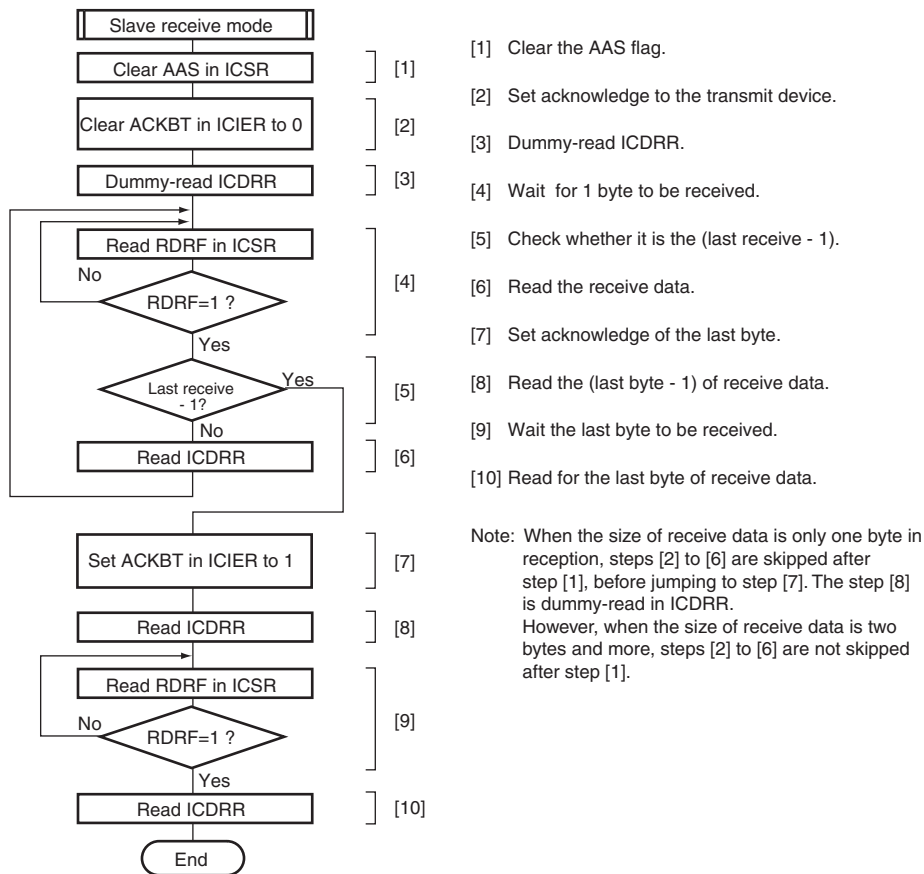 Slave receive mode
Clear AAS in ICSR
[1]
Clear ACKBT in ICIER to 0
[2]
Dummy-read ICDRR
[3]
Read RDRF in ICSR
No
RDRF=1 ?
[4]
Yes
Last receive
- 1?
Yes
[5]
No
Read ICDRR
[6]
Set ACKBT in ICIER to 1
[7]
Read ICDRR
[8]
Read RDRF in ICSR
No
RDRF=1 ?
[9]
Yes
Read ICDRR
[10]
End
[1] Clear the AAS flag.
[2] Set acknowledge to the transmit device.
[3] Dummy-read ICDRR.
[4] Wait for 1 byte to be received.
[5] Check whether it is the (last receive - 1).
[6] Read the receive data.
[7] Set acknowledge of the last byte.
[8] Read the (last byte - 1) of receive data.
[9] Wait the last byte to be received.
[10] Read for the last byte of receive data.
Note: When the size of receive data is only one byte in
reception, steps [2] to [6] are skipped after
step [1], before jumping to step [7]. The step [8]
is dummy-read in ICDRR.
However, when the size of receive data is two
bytes and more, steps [2] to [6] are not skipped
after step [1].